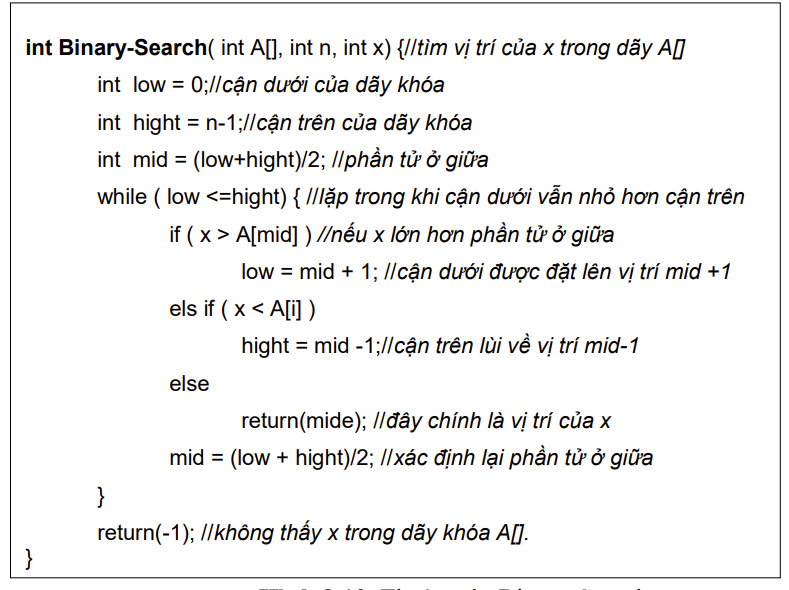 int Binary-Search( int A[], int n, int x) {//tìm vị trí của x trong dãy A[]
int low = 0;//cận dưới của dãy khóa
int hight = n-1;//cận trên của dãy khóa
int mid = (low+hight)/2; //phần tử ở giữa
while ( low <=hight) { //lặp trong khi cận dưới vẫn nhỏ hơn cận trên
if ( x > A[mid] ) //nếu x lớn hơn phần tử ở giữa
low = mid + 1; //cận dưới được đặt lên vị trí mid +1
els if ( x < A[i] )
hight = mid -1;//cận trên lùi về vị trí mid-1
else
return(mide); //đây chính là vị trí của x
mid = (low + hight)/2; //xác định lại phần tử ở giữa
}
return(-1); //không thấy x trong dãy khóa A[].
}